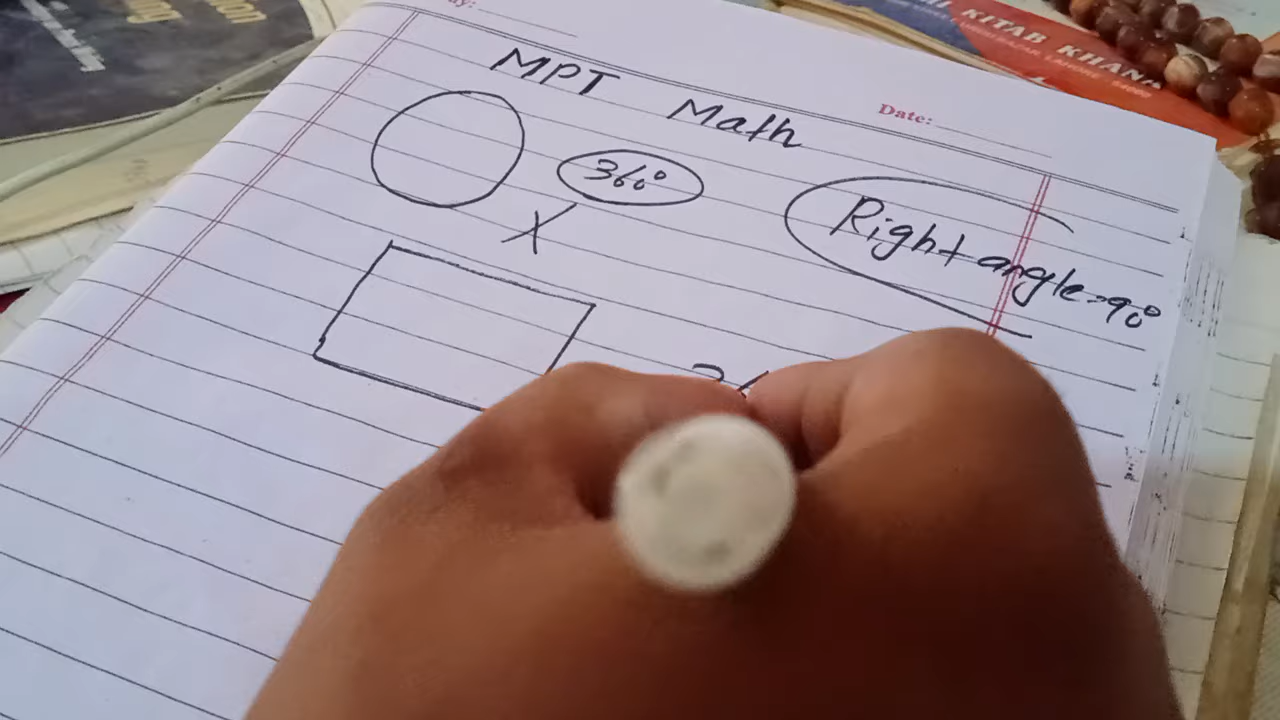 MPT Math
Date:
360°
X
Right angle = 90°
KITAB KHANA